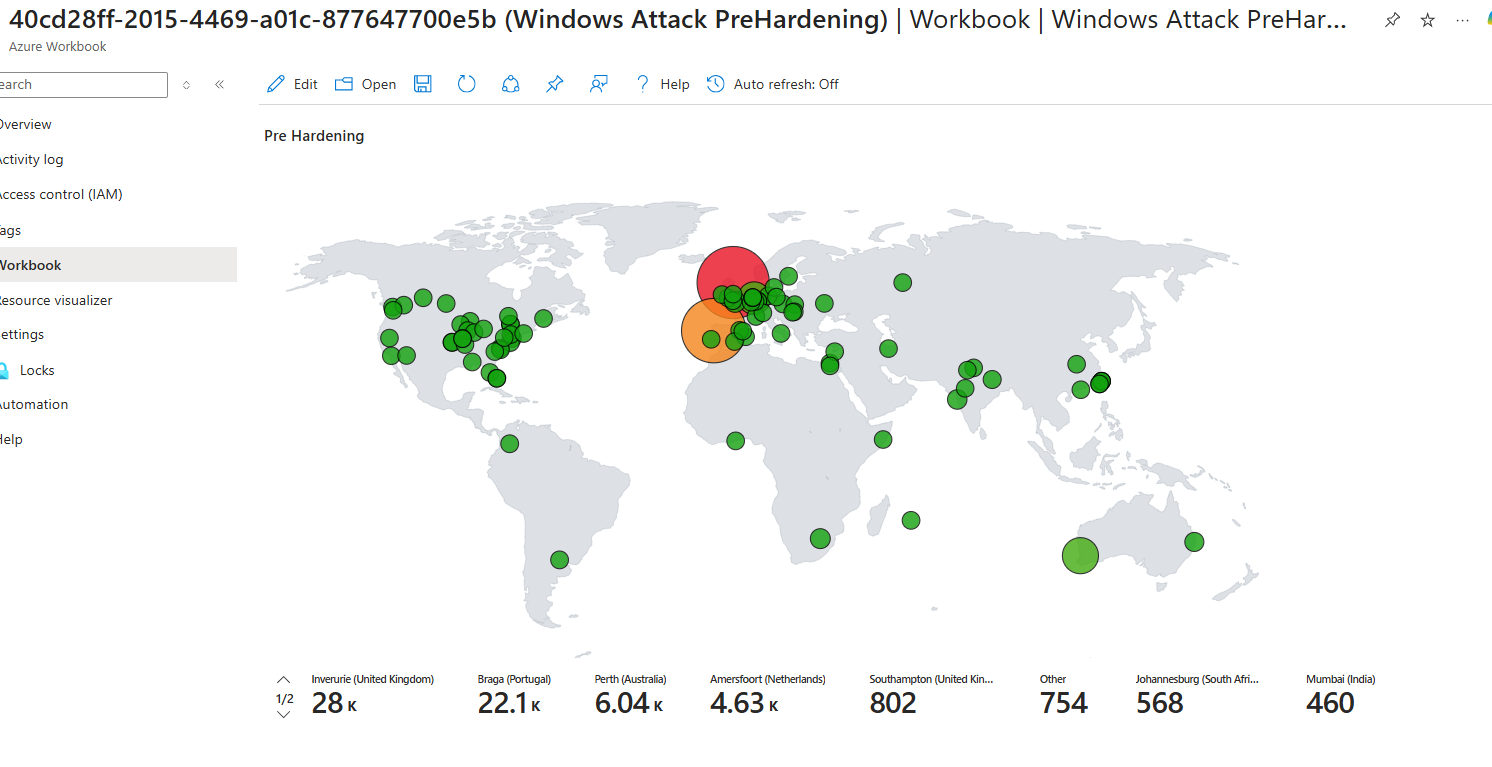 40cd28ff-2015-4469-a01c-877647700e5b (Windows Attack PreHardening) | Workbook | Windows Attack PreHar...
Azure Workbook
earch
Edit
Open
Help
Auto refresh: Off
Overview
Activity log
Access control (IAM)
Tags
Workbook
Resource visualizer
Settings
Locks
Automation
Help
Pre Hardening
1/2
Inverurie (United Kingdom)
28 K
Braga (Portugal)
22.1 K
Perth (Australia)
6.04 K
Amersfoort (Netherlands)
4.63 K
Southampton (United Kin...
802
Other
754
Johannesburg (South Afri...
568
Mumbai (India)
460